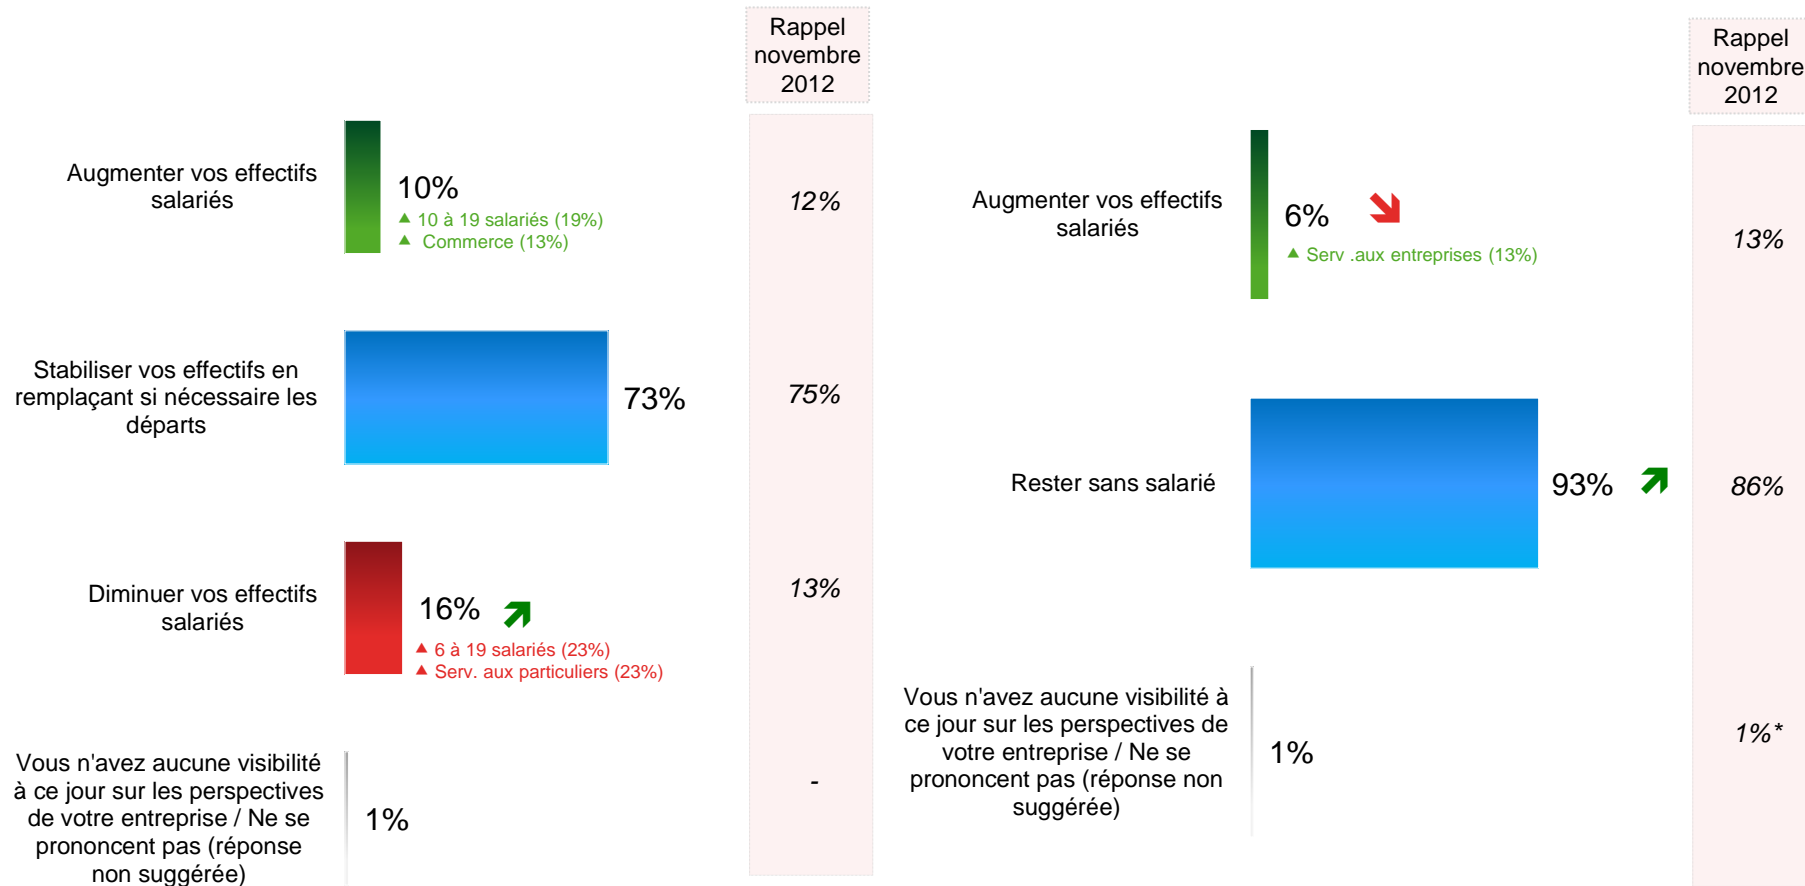 Rappel
novembre
2012
Augmenter vos effectifs
salariés
10%
▲ 10 à 19 salariés (19%)
▲ Commerce (13%)
12%
Stabiliser vos effectifs en
remplaçant si nécessaire les
départs
73%
75%
Diminuer vos effectifs
salariés
16%
▲ 6 à 19 salariés (23%)
▲ Serv. aux particuliers (23%)
13%
Vous n'avez aucune visibilité
à ce jour sur les perspectives
de votre entreprise / Ne se
prononcent pas (réponse
non suggérée)
1%
-
Rappel
novembre
2012
Augmenter vos effectifs
salariés
6%
▲ Serv .aux entreprises (13%)
13%
Rester sans salarié
93%
86%
Vous n'avez aucune visibilité à
ce jour sur les perspectives de
votre entreprise / Ne se
prononcent pas (réponse non
suggérée)
1%
1%*